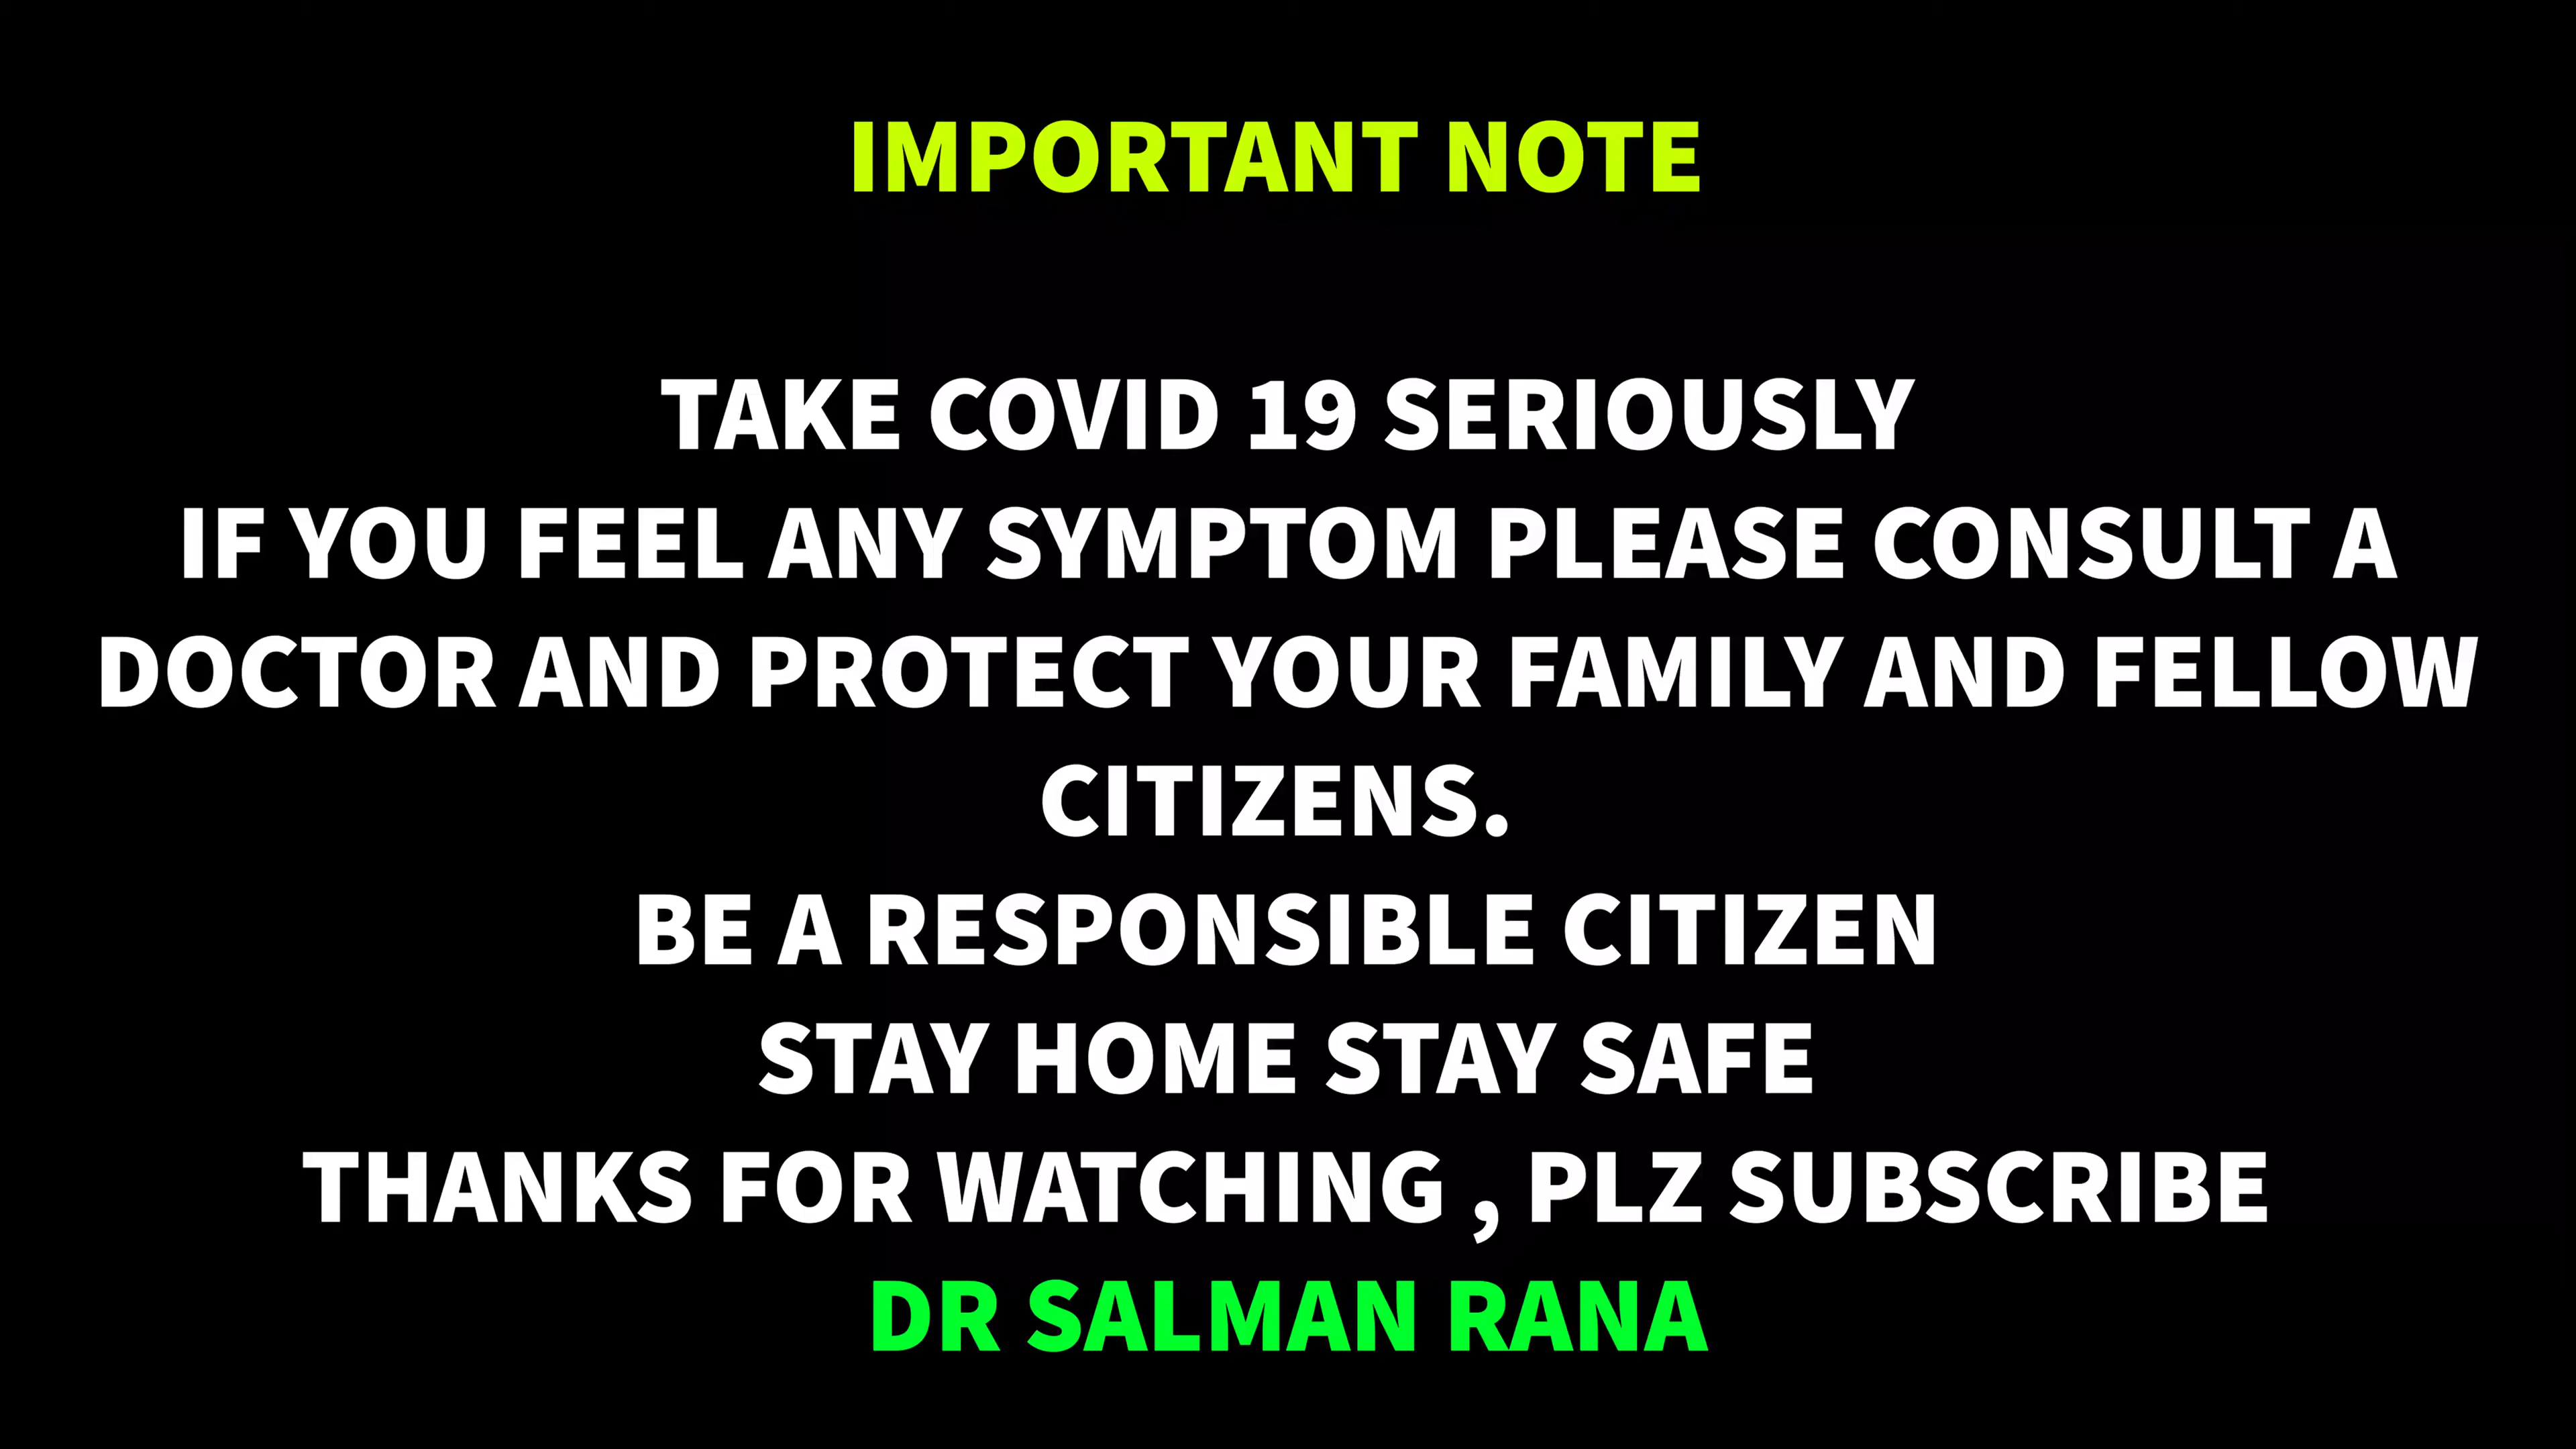 IMPORTANT NOTE
TAKE COVID 19 SERIOUSLY
IF YOU FEEL ANY SYMPTOM PLEASE CONSULT A
DOCTOR AND PROTECT YOUR FAMILY AND FELLOW
CITIZENS.
BE A RESPONSIBLE CITIZEN
STAY HOME STAY SAFE
THANKS FOR WATCHING , PLZ SUBSCRIBE
DR SALMAN RANA